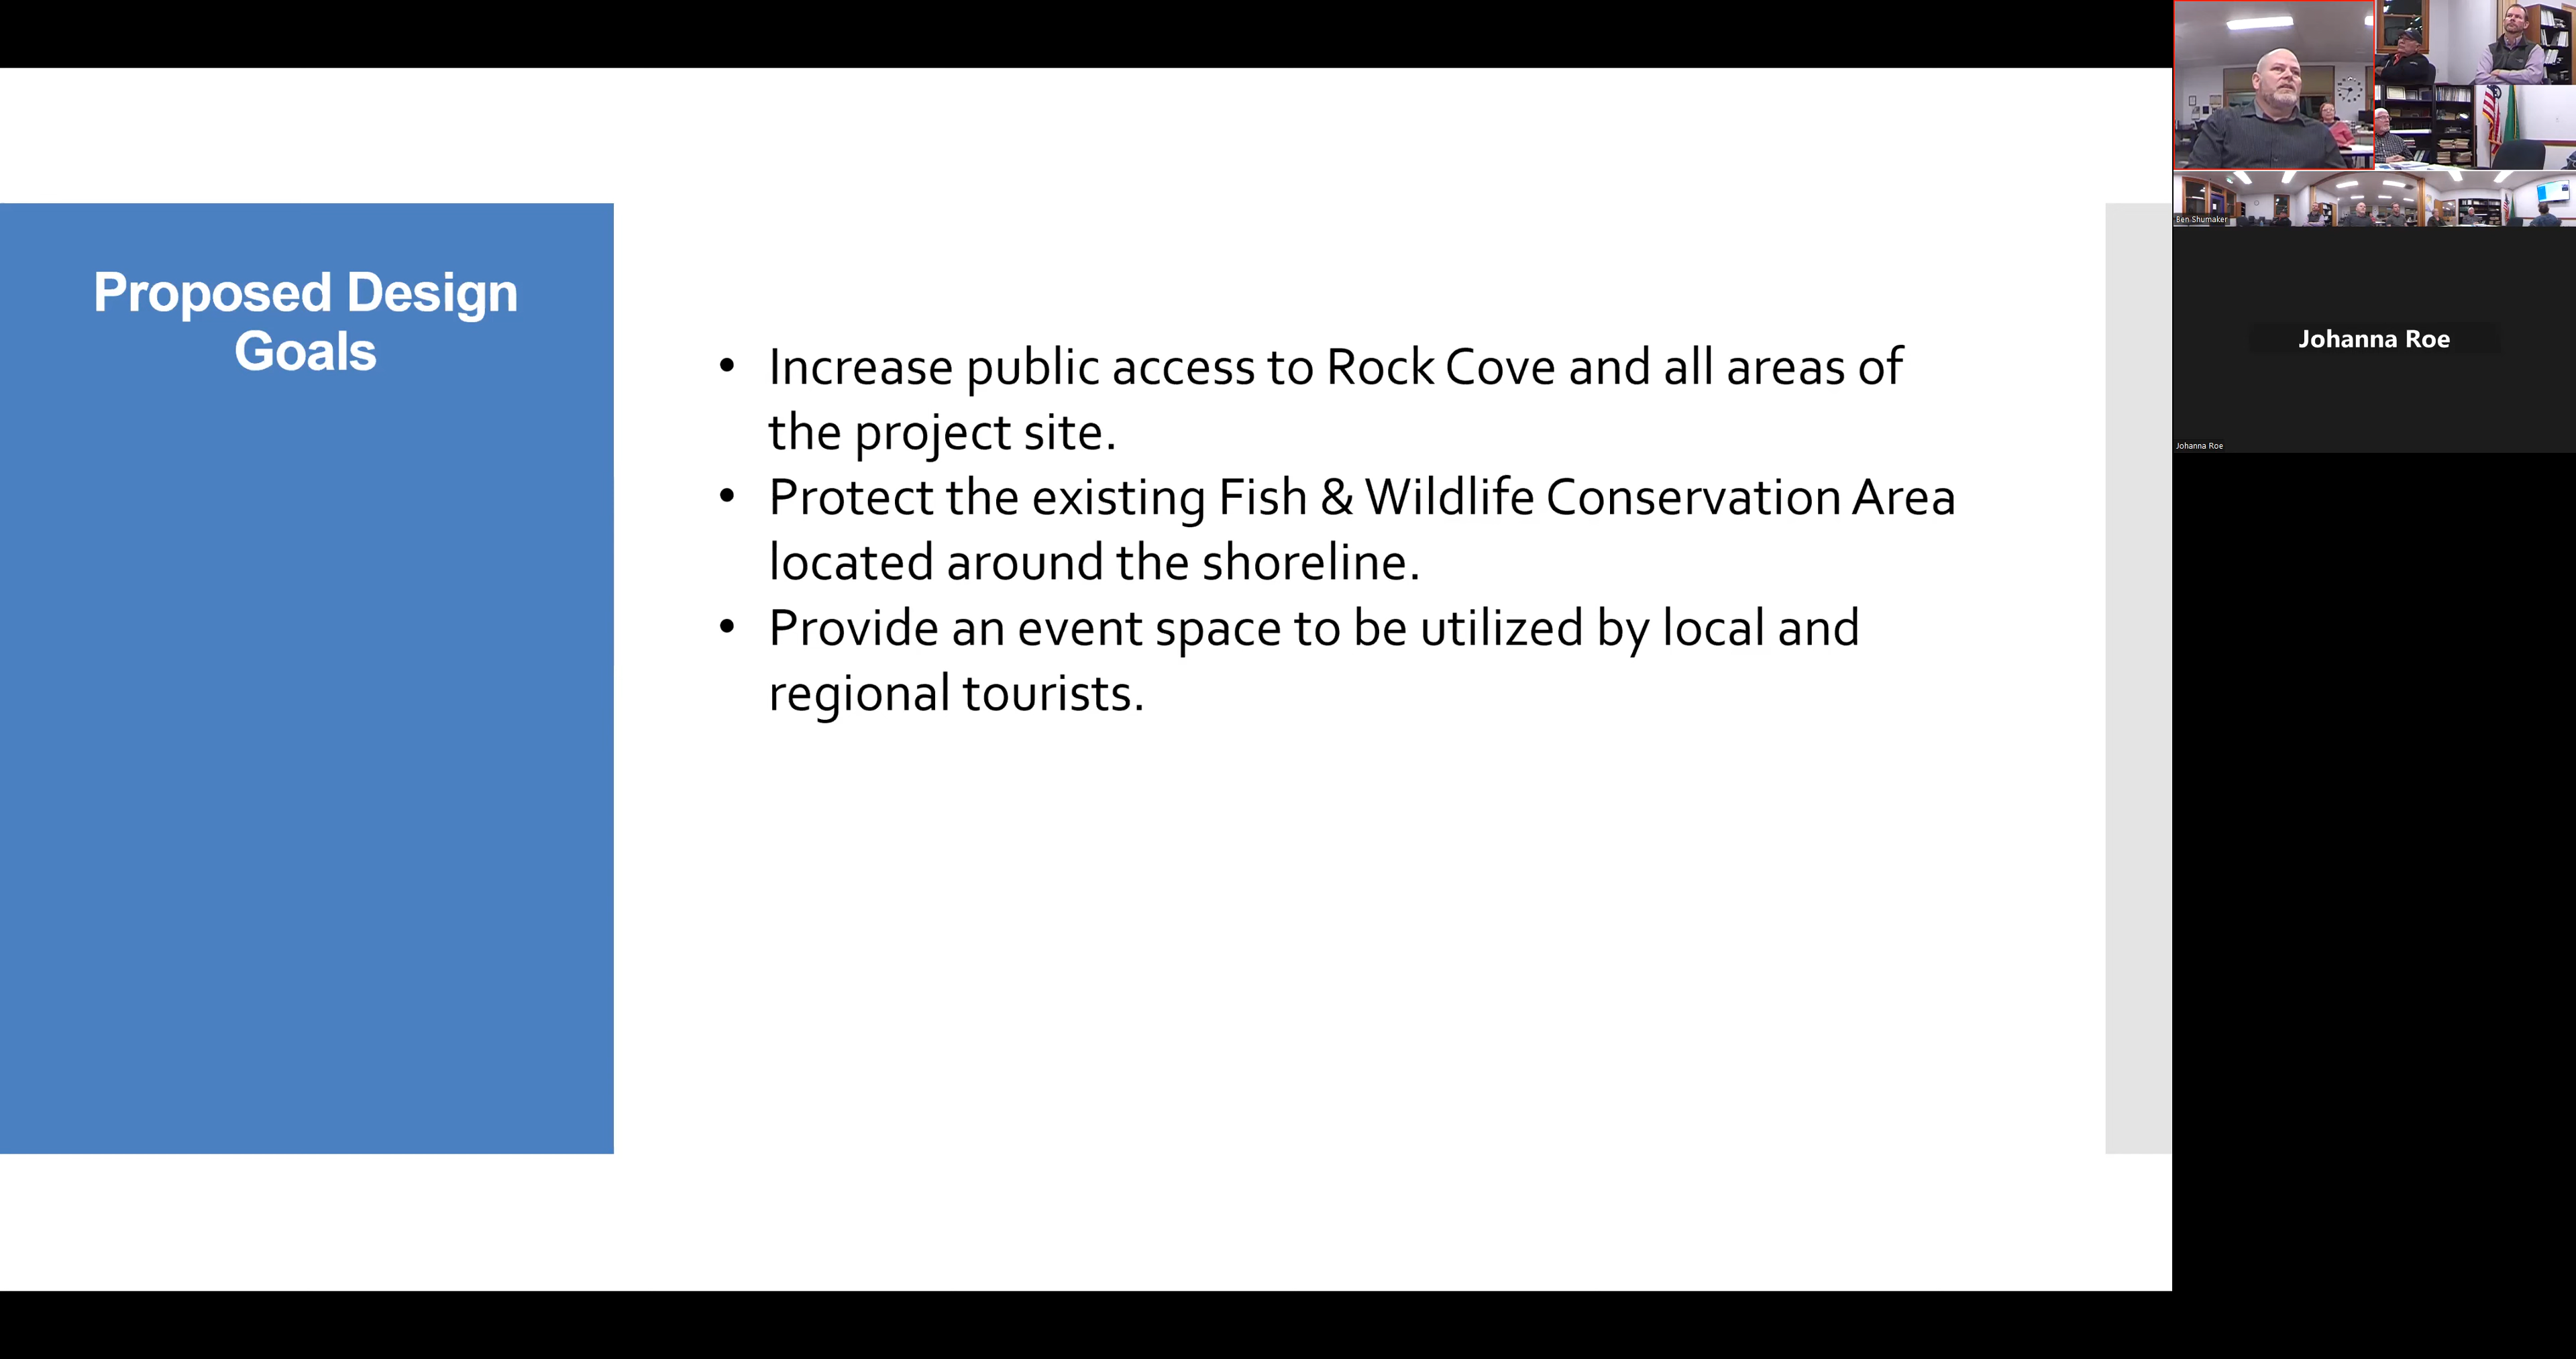 Proposed Design
Goals
• Increase public access to Rock Cove and all areas of
the project site.
• Protect the existing Fish & Wildlife Conservation Area
located around the shoreline.
• Provide an event space to be utilized by local and
regional tourists.
Ben Shumaker
Johanna Roe
Johanna Roe